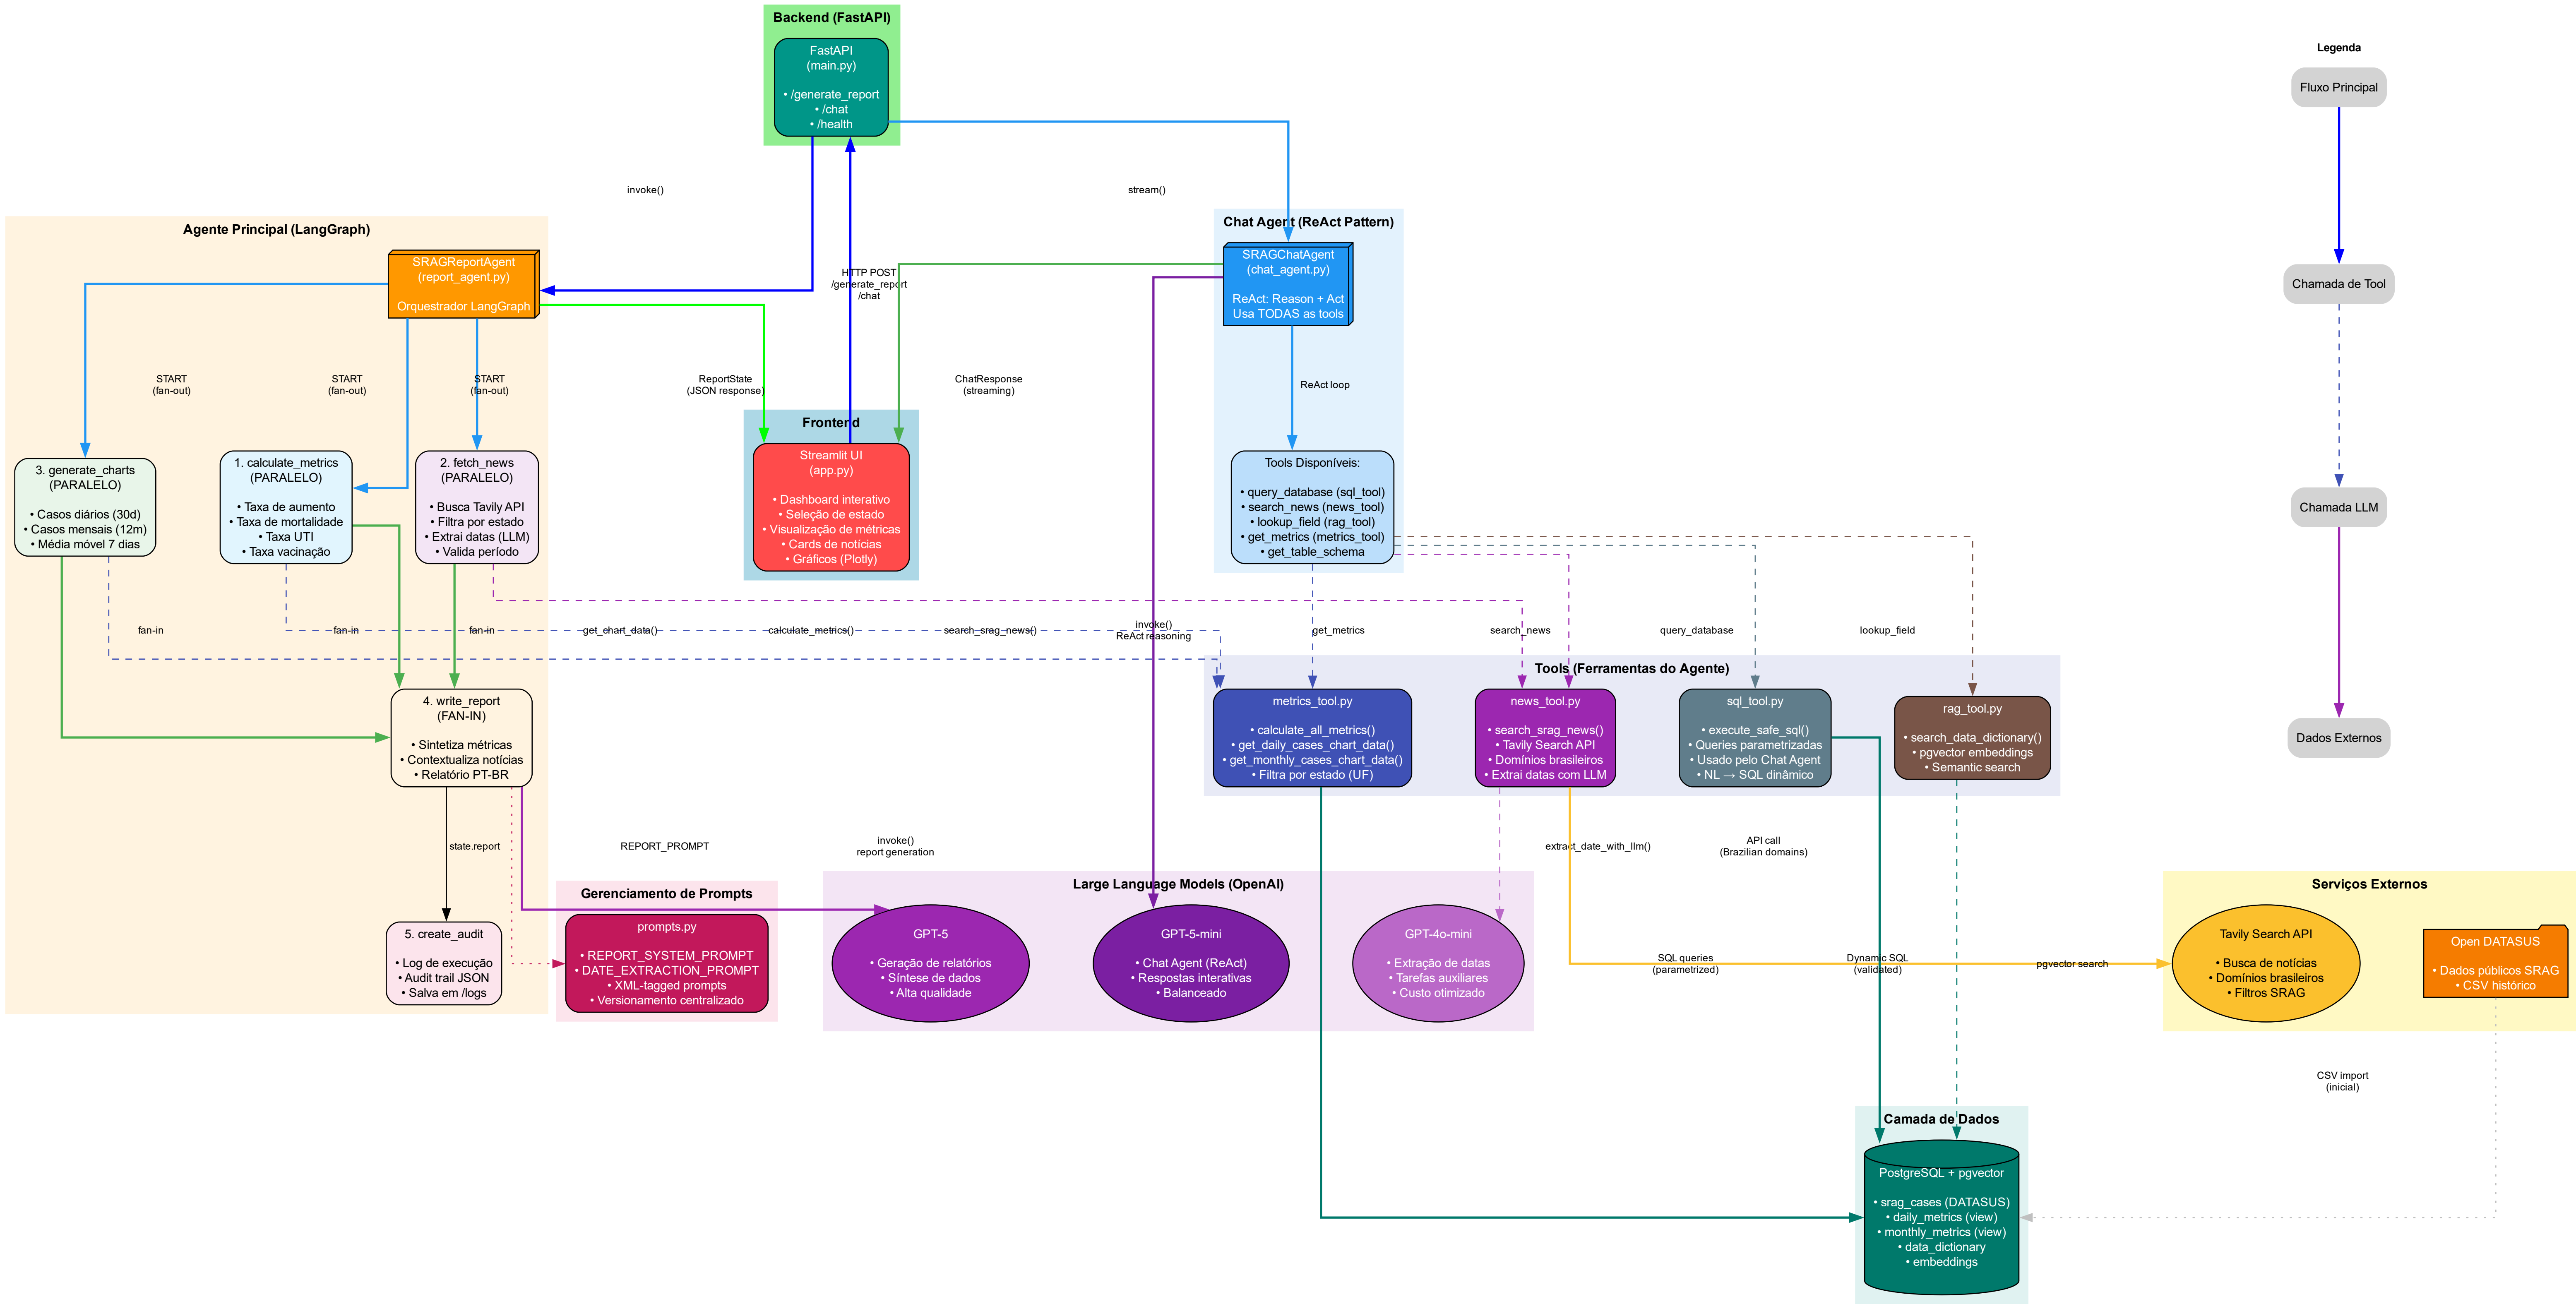 Backend (FastAPI)
FastAPI
(main.py)
• /generate_report
• /chat
• /health
Legenda
Fluxo Principal
invoke()
stream()
Agente Principal (LangGraph)
SRAGReportAgent
(report_agent.py)
Orquestrador LangGraph
HTTP POST
/generate_report
/chat
Chat Agent (ReAct Pattern)
SRAGChatAgent
(chat_agent.py)
ReAct: Reason + Act
Usa TODAS as tools
Chamada de Tool
START
(fan-out)
START
(fan-out)
START
(fan-out)
ReportState
(JSON response)
ChatResponse
(streaming)
ReAct loop
3. generate_charts
(PARALELO)
• Casos diários (30d)
• Casos mensais (12m)
• Média móvel 7 dias
1. calculate_metrics
(PARALELO)
• Taxa de aumento
• Taxa de mortalidade
• Taxa UTI
• Taxa vacinação
2. fetch_news
(PARALELO)
• Busca Tavily API
• Filtra por estado
• Extrai datas (LLM)
• Valida período
Frontend
Streamlit UI
(app.py)
• Dashboard interativo
• Seleção de estado
• Visualização de métricas
• Cards de notícias
• Gráficos (Plotly)
Tools Disponíveis:
• query_database (sql_tool)
• search_news (news_tool)
• lookup_field (rag_tool)
• get_metrics (metrics_tool)
• get_table_schema
Chamada LLM
fan-in
fan-in
fan-in
get_chart_data()
calculate_metrics()
search_srag_news()
invoke()
ReAct reasoning
get_metrics
search_news
query_database
lookup_field
Tools (Ferramentas do Agente)
4. write_report
(FAN-IN)
• Sintetiza métricas
• Contextualiza notícias
• Relatório PT-BR
metrics_tool.py
• calculate_all_metrics()
• get_daily_cases_chart_data()
• get_monthly_cases_chart_data()
• Filtra por estado (UF)
news_tool.py
• search_srag_news()
• Tavily Search API
• Domínios brasileiros
• Extrai datas com LLM
sql_tool.py
• execute_safe_sql()
• Queries parametrizadas
• Usado pelo Chat Agent
• NL → SQL dinâmico
rag_tool.py
• search_data_dictionary()
• pgvector embeddings
• Semantic search
Dados Externos
state.report
REPORT_PROMPT
invoke()
report generation
extract_date_with_llm()
API call
(Brazilian domains)
5. create_audit
• Log de execução
• Audit trail JSON
• Salva em /logs
Gerenciamento de Prompts
prompts.py
• REPORT_SYSTEM_PROMPT
• DATE_EXTRACTION_PROMPT
• XML-tagged prompts
• Versionamento centralizado
Large Language Models (OpenAI)
GPT-5
• Geração de relatórios
• Síntese de dados
• Alta qualidade
GPT-5-mini
• Chat Agent (ReAct)
• Respostas interativas
• Balanceado
GPT-4o-mini
• Extração de datas
• Tarefas auxiliares
• Custo otimizado
SQL queries
(parametrized)
Dynamic SQL
(validated)
pgvector search
Serviços Externos
Tavily Search API
• Busca de notícias
• Domínios brasileiros
• Filtros SRAG
Open DATASUS
• Dados públicos SRAG
• CSV histórico
CSV import
(inicial)
Camada de Dados
PostgreSQL + pgvector
• srag_cases (DATASUS)
• daily_metrics (view)
• monthly_metrics (view)
• data_dictionary
• embeddings